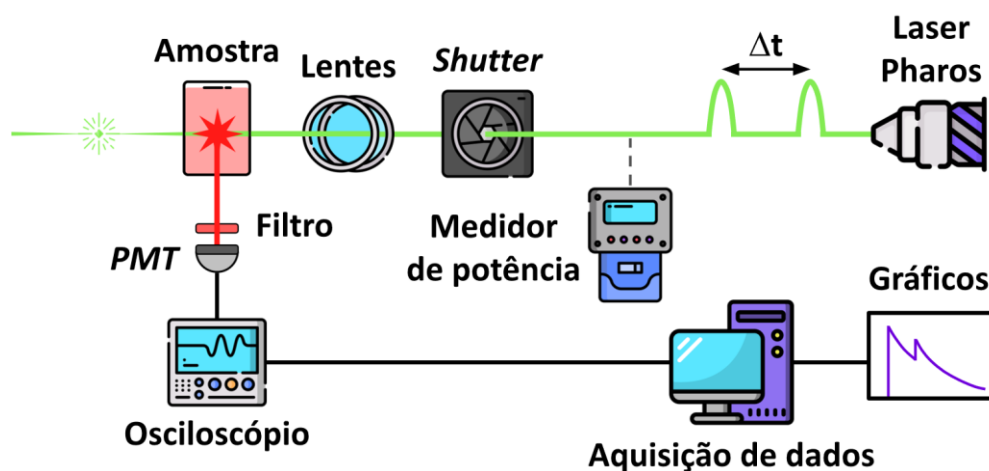 Amostra
Lentes
Shutter
Δt
Laser
Pharos
Filtro
PMT
Medidor
de potência
Gráficos
Osciloscópio
Aquisição de dados